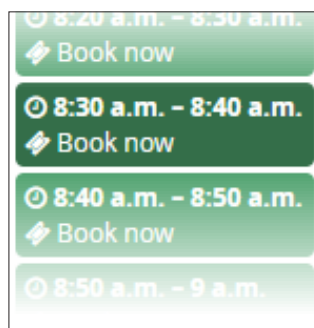 8:20 a.m. – 8:30 a.m.
Book now
8:30 a.m. – 8:40 a.m.
Book now
8:40 a.m. – 8:50 a.m.
Book now
8:50 a.m. – 9 a.m.